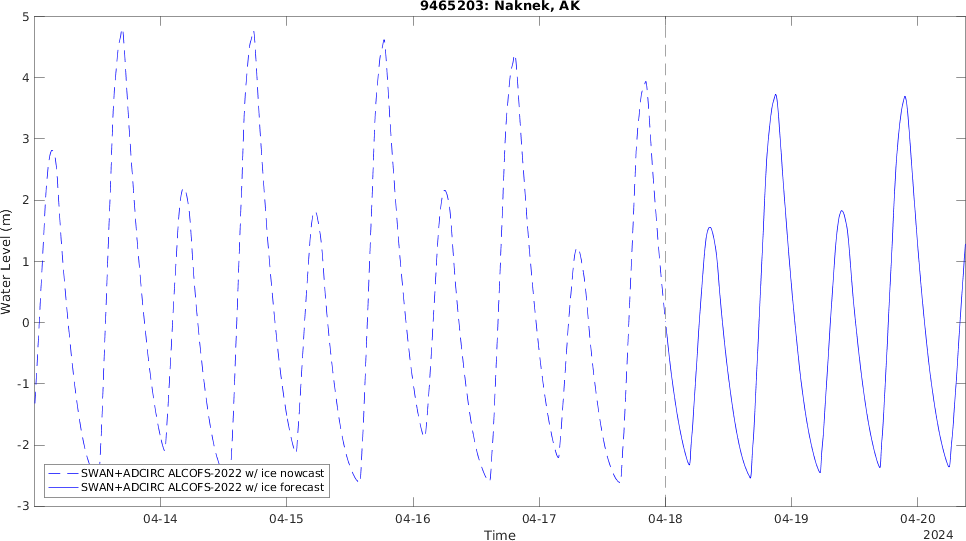 9465203: Naknek, AK
5
4
3
2
1
0
-1
-2
-3
Water Level (m)
SWAN+ADCIRC ALCOFS-2022 w/ ice nowcast
SWAN+ADCIRC ALCOFS-2022 w/ ice forecast
04-14 04-15 04-16 04-17 04-18 04-19 04-20
Time
2024